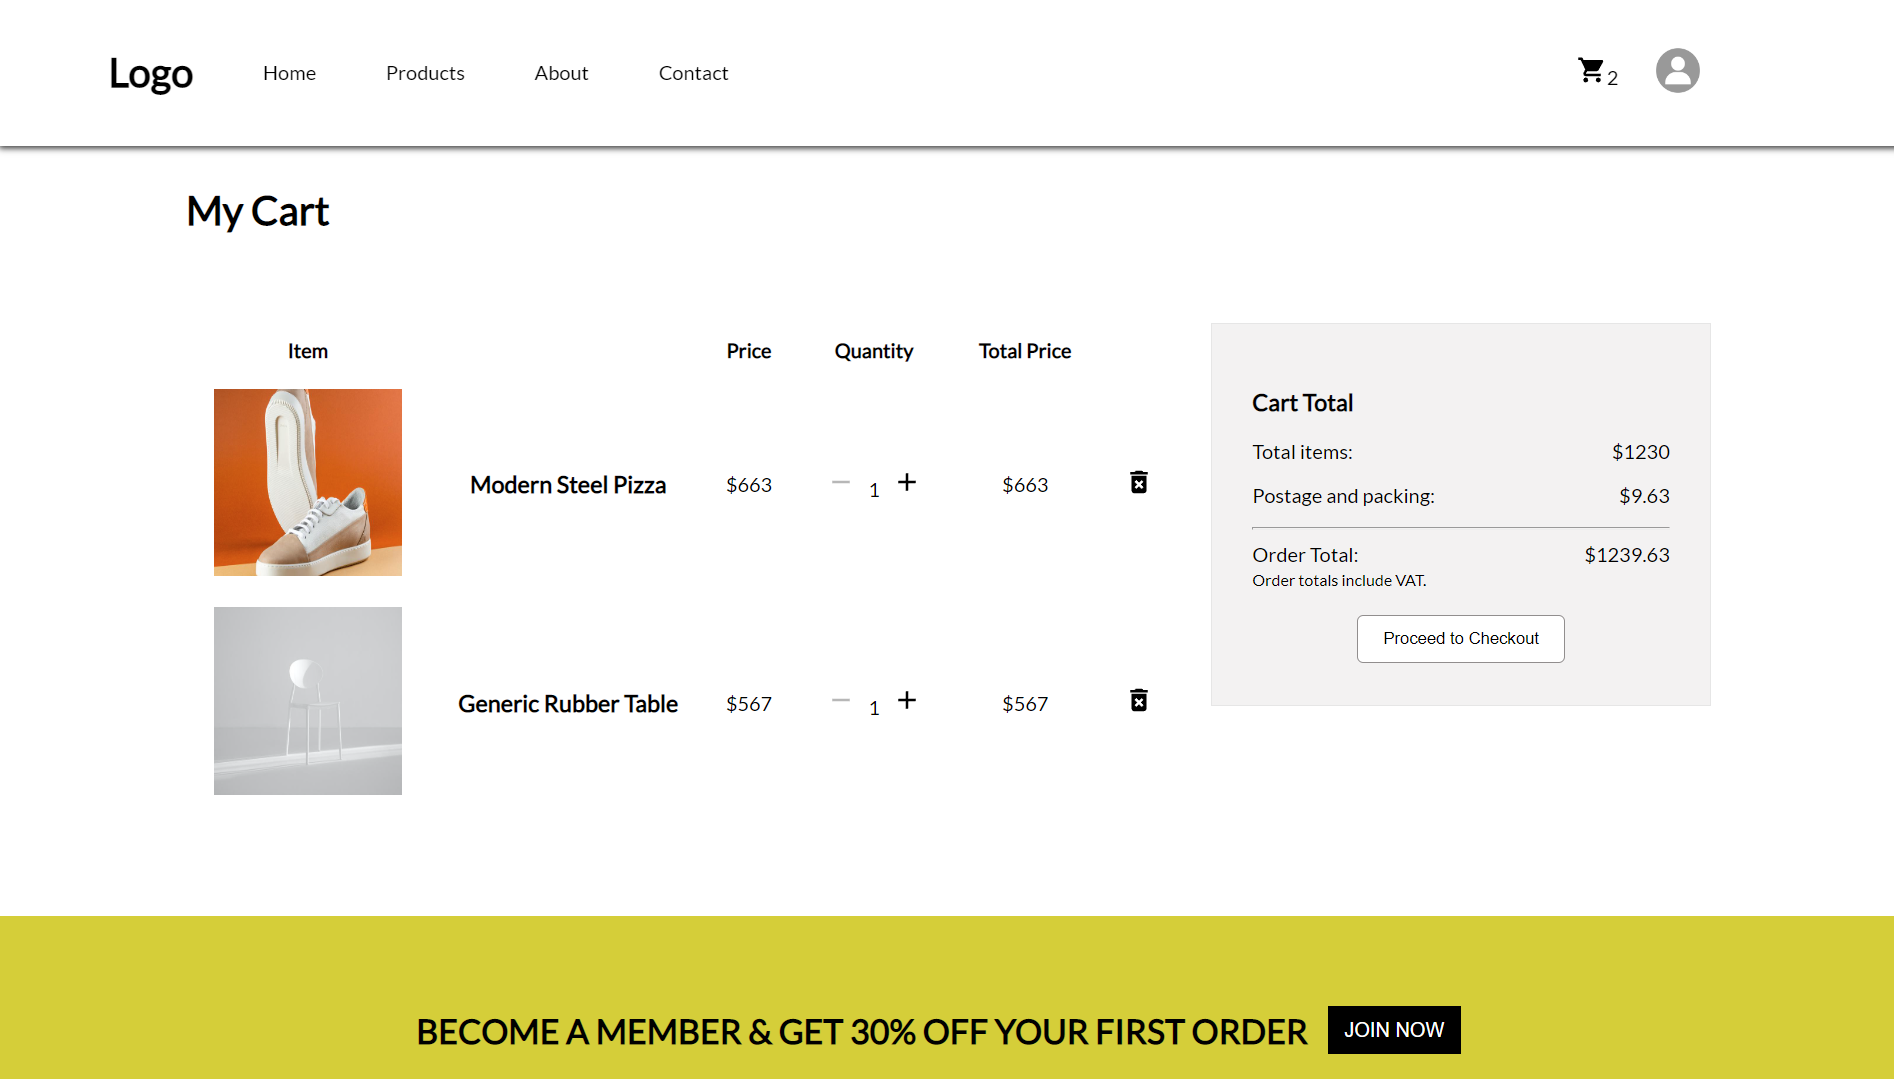 Logo Home Products About Contact 2
My Cart
Item Price Quantity Total Price
Modern Steel Pizza $663 1 $663
Generic Rubber Table $567 1 $567
Cart Total
Total items: $1230
Postage and packing: $9.63
Order Total: $1239.63
Order totals include VAT.
Proceed to Checkout
BECOME A MEMBER & GET 30% OFF YOUR FIRST ORDER JOIN NOW